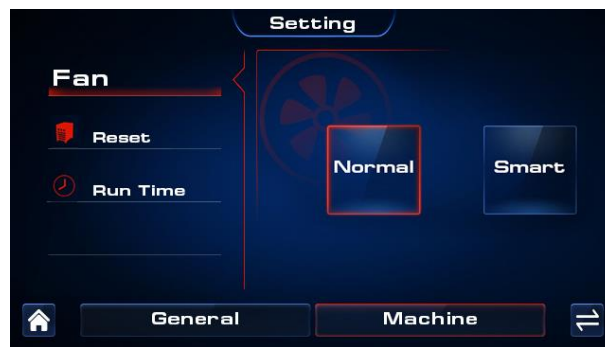 Setting
Fan
Reset
Run Time
Normal
Smart
General
Machine